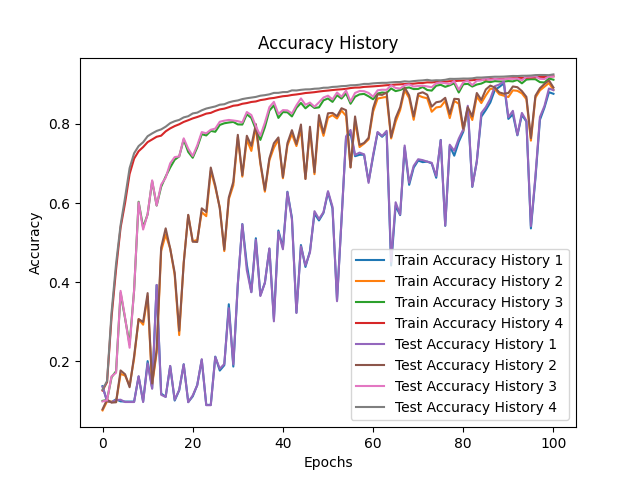 Accuracy History
Accuracy
0.8
0.6
0.4
0.2
0
20
40
60
80
100
Epochs
Train Accuracy History 1
Train Accuracy History 2
Train Accuracy History 3
Train Accuracy History 4
Test Accuracy History 1
Test Accuracy History 2
Test Accuracy History 3
Test Accuracy History 4